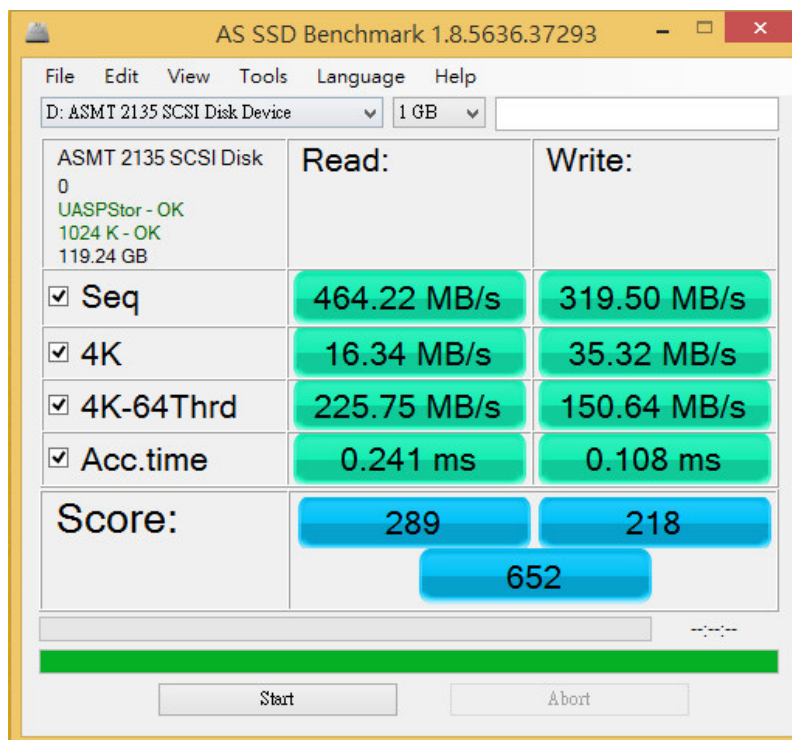 AS SSD Benchmark 1.8.5636.37293
File Edit View Tools Language Help
D: ASMT 2135 SCSI Disk Device 1 GB
ASMT 2135 SCSI Disk
0
UASPStor - OK
1024 K - OK
119.24 GB
Read: Write:
Seq 464.22 MB/s 319.50 MB/s
4K 16.34 MB/s 35.32 MB/s
4K-64Thrd 225.75 MB/s 150.64 MB/s
Acc.time 0.241 ms 0.108 ms
Score: 289 218
652
--:--:--
Start Abort